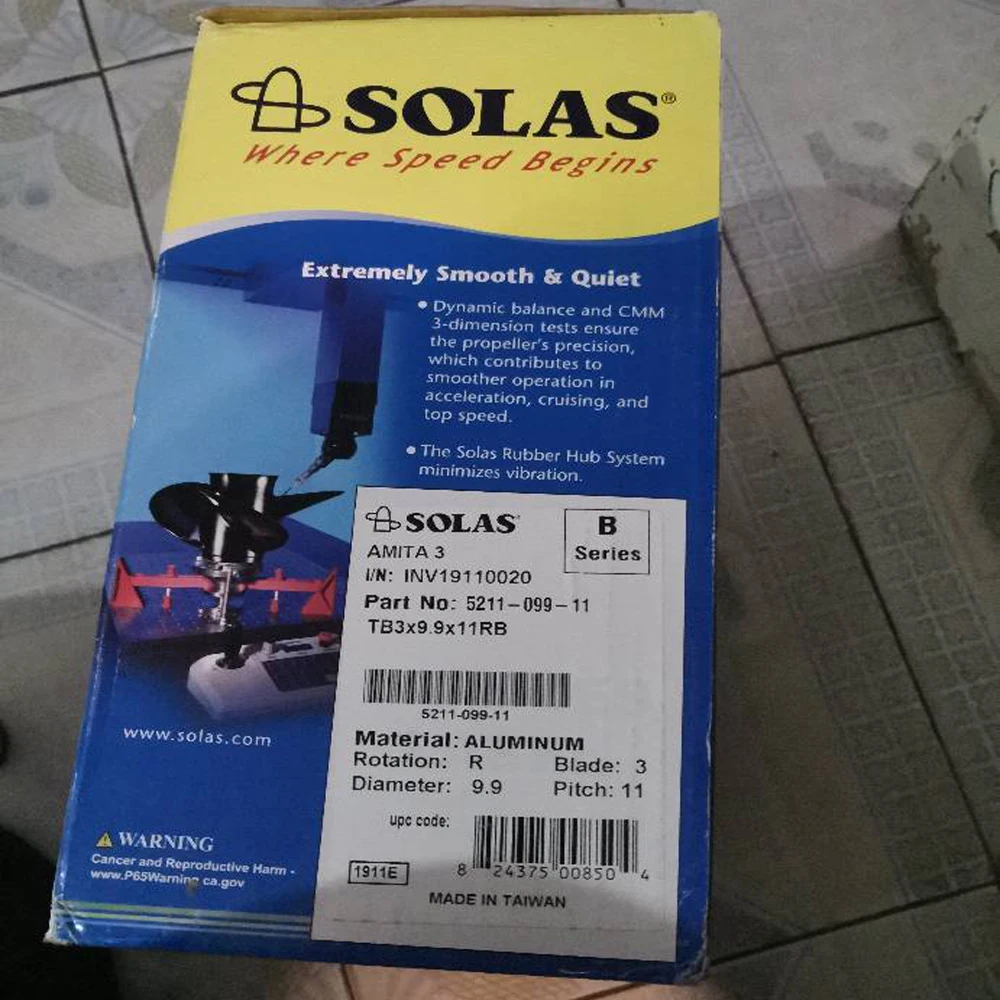 SOLAS®
Where Speed Begins
Extremely Smooth & Quiet
• Dynamic balance and CMM
3-dimension tests ensure
the propeller's precision,
which contributes to
smoother operation in
acceleration, cruising, and
top speed.
• The Solas Rubber Hub System
minimizes vibration.
SOLAS®
B
Series
AMITA 3
I/N: INV19110020
Part No: 5211-099-11
TB3x9.9x11RB
5211-099-11
Material: ALUMINUM
Rotation: R Blade: 3
Diameter: 9.9 Pitch: 11
upc code:
8 24375 00850 4
1911E
MADE IN TAIWAN
www.solas.com
WARNING
Cancer and Reproductive Harm -
www.P65Warning ca.gov